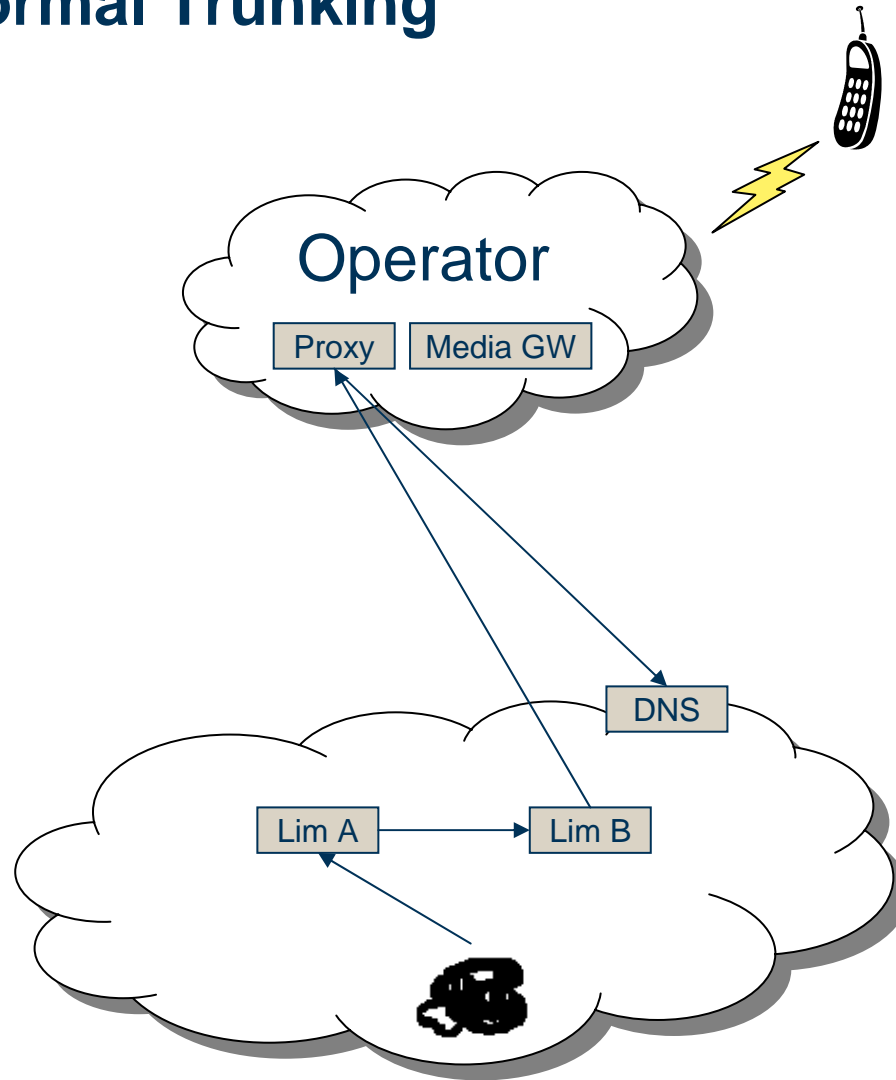 ormal Trunking
Operator
Proxy
Media GW
DNS
Lim A
Lim B